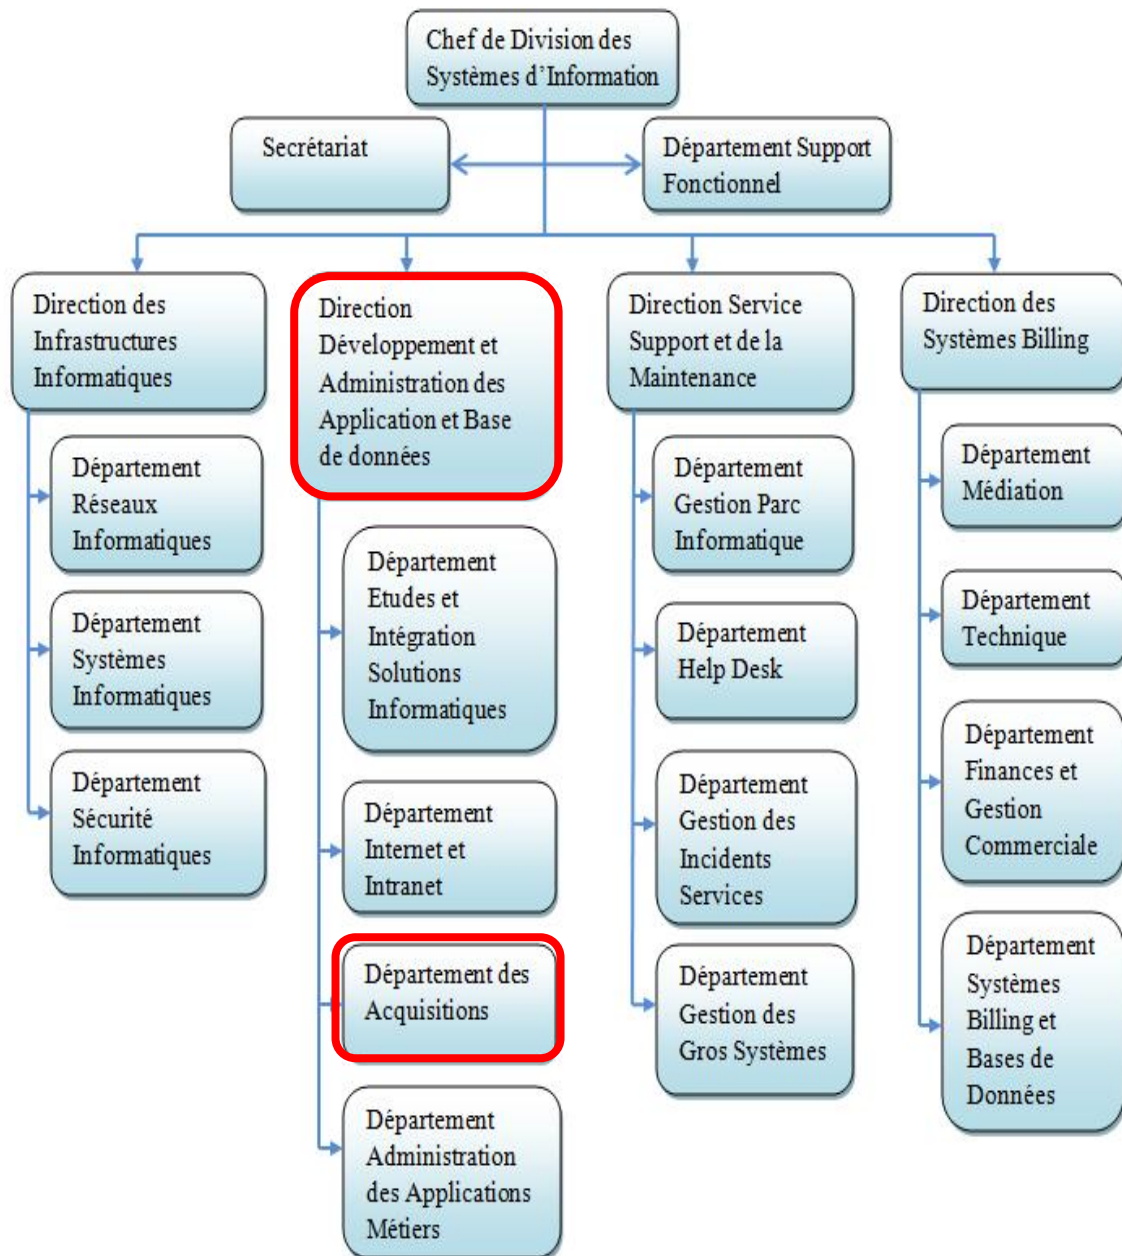 Chef de Division des
Systèmes d'Information
Secrétariat
Département Support
Fonctionnel
Direction des
Infrastructures
Informatiques
Département
Réseaux
Informatiques
Département
Systèmes
Informatiques
Département
Sécurité
Informatiques
Direction
Développement et
Administration des
Application et Base
de données
Département
Etudes et
Intégration
Solutions
Informatiques
Département
Internet et
Intranet
Département des
Acquisitions
Département
Administration
des Applications
Métiers
Direction Service
Support et de la
Maintenance
Département
Gestion Parc
Informatique
Département
Help Desk
Département
Gestion des
Incidents
Services
Département
Gestion des
Gros Systèmes
Direction des
Systèmes Billing
Département
Médiation
Département
Technique
Département
Finances et
Gestion
Commerciale
Département
Systèmes
Billing et
Bases de
Données